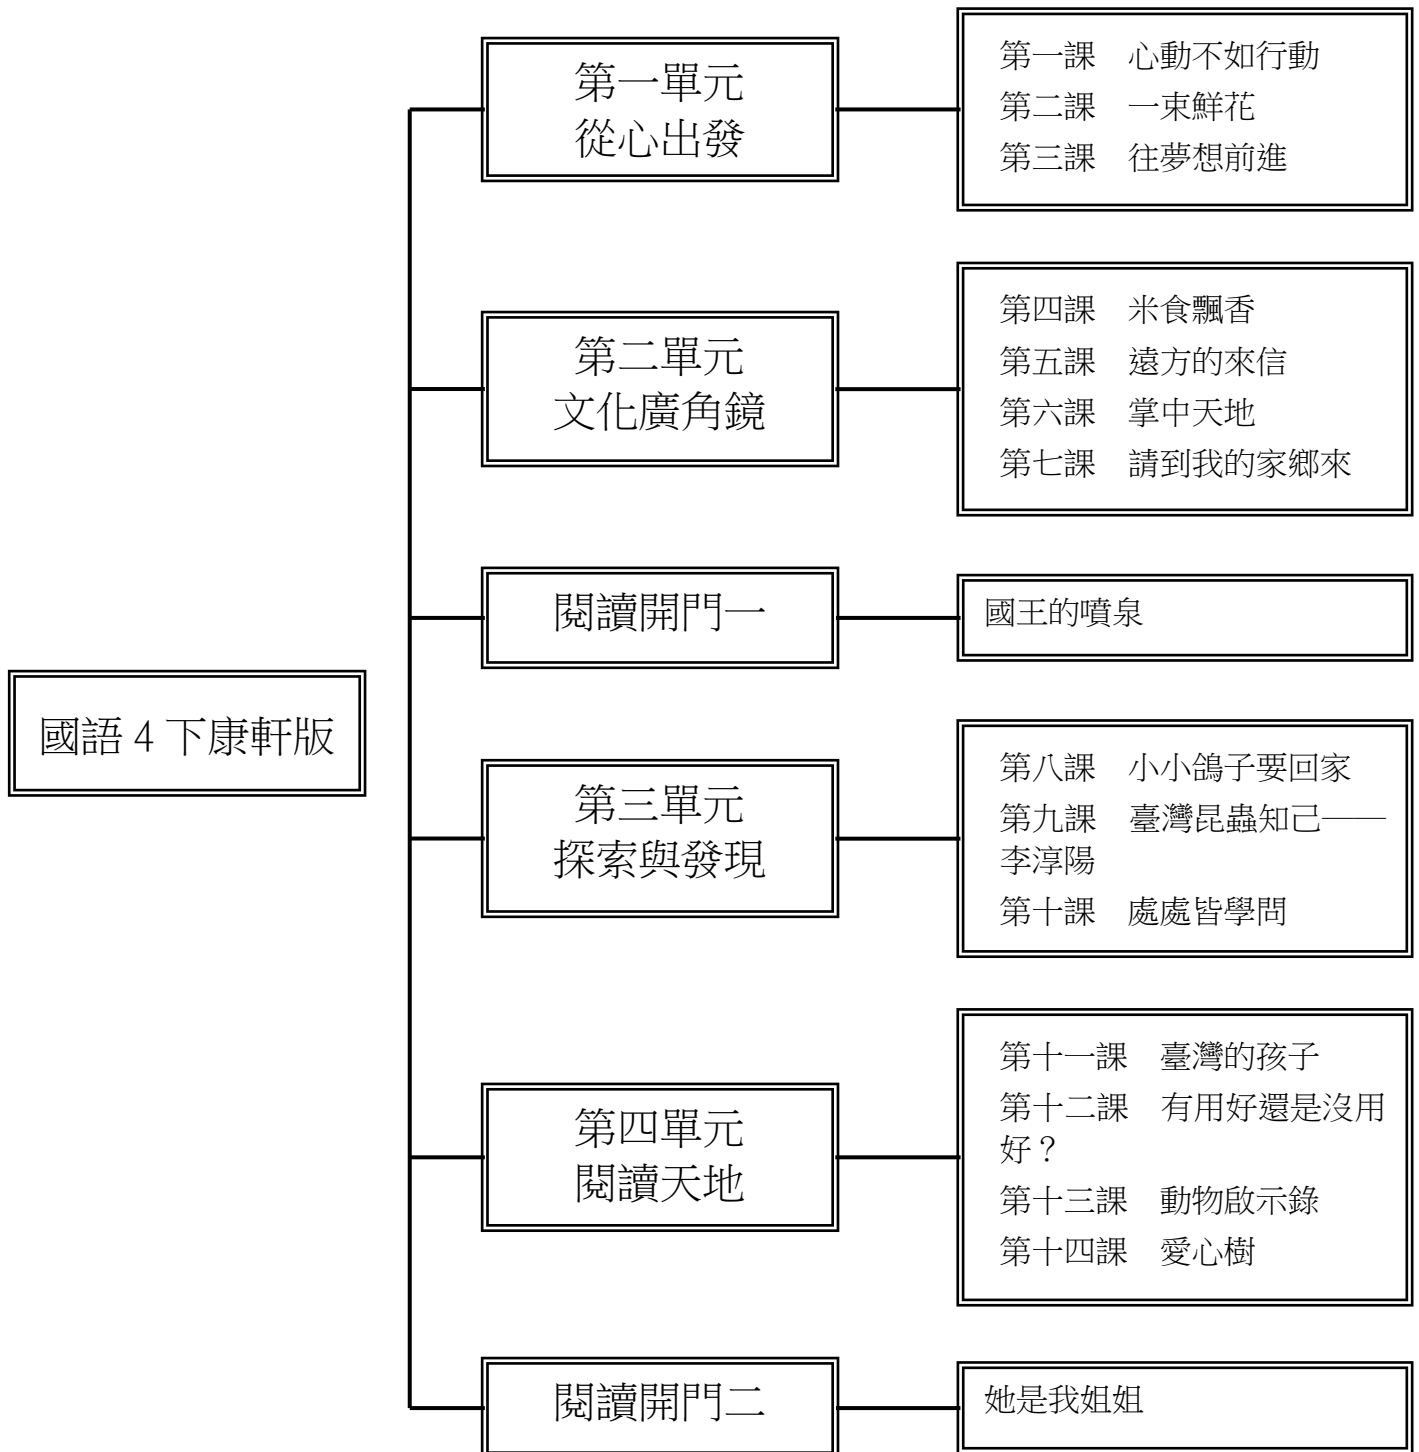 第一單元
從心出發
第一課　心動不如行動
第二課　一束鮮花
第三課　往夢想前進
第二單元
文化廣角鏡
第四課　米食飄香
第五課　遠方的來信
第六課　掌中天地
第七課　請到我的家鄉來
閱讀開門一
國王的噴泉
國語 4 下康軒版
第三單元
探索與發現
第八課　小小鴿子要回家
第九課　臺灣昆蟲知己——
李淳陽
第十課　處處皆學問
第四單元
閱讀天地
第十一課　臺灣的孩子
第十二課　有用好還是沒用
好？
第十三課　動物啟示錄
第十四課　愛心樹
閱讀開門二
她是我姐姐